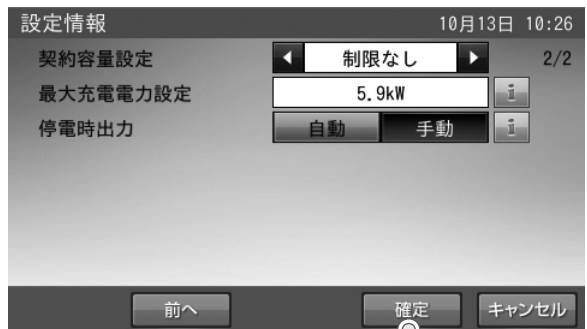 設定情報 10月13日 10:26
契約容量設定 制限なし 2/2
最大充電電力設定 5.9kW i
停電時出力 自動 手動 i
前へ 確定 キャンセル